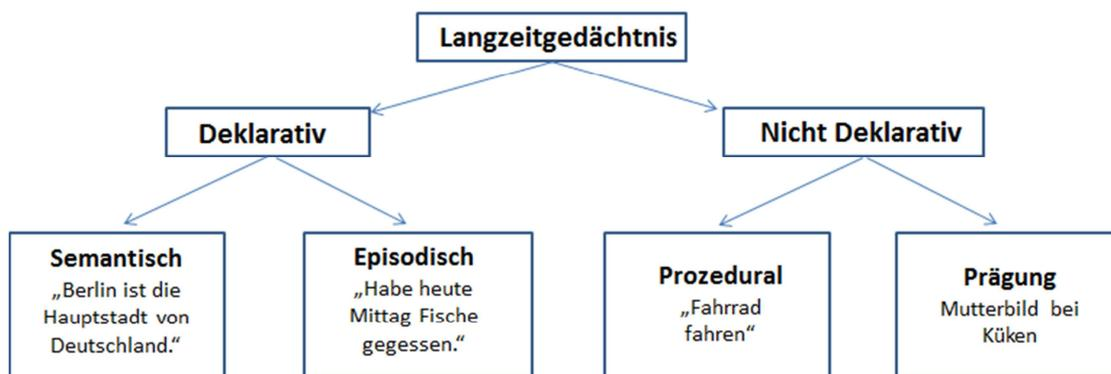 Langzeitgedächtnis
Deklarativ
Nicht Deklarativ
Semantisch
„Berlin ist die
Hauptstadt von
Deutschland.“
Episodisch
„Habe heute
Mittag Fische
gegessen.“
Prozedural
„Fahrrad
fahren“
Prägung
Mutterbild bei
Küken